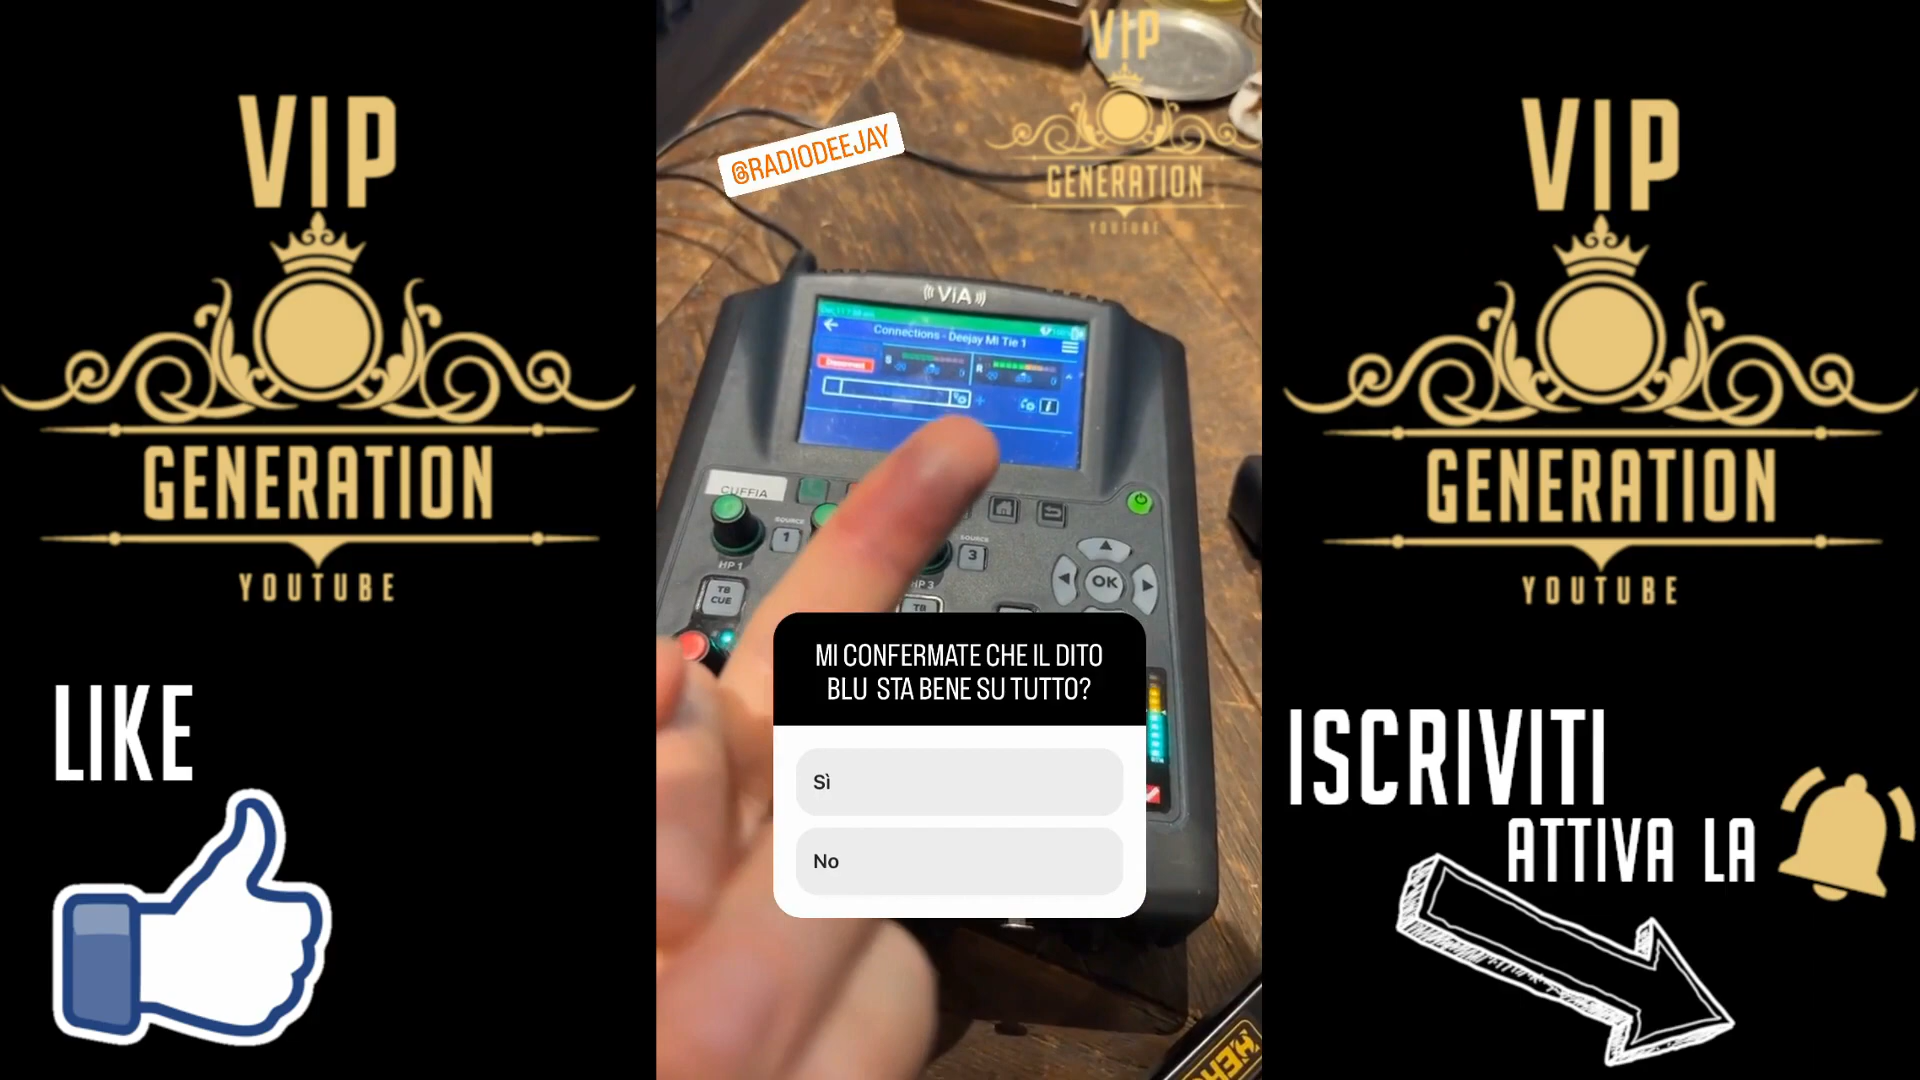 VIP
GENERATION
YOUTUBE
LIKE
@RADIODEEJAY
VIP
GENERATION
YOUTUBE
((VIA))
Connections - Deejay MI Tie 1
Disconnect
S
R
CUFFIA
SOURCE
1
HP 1
SOURCE
3
HP 3
TB
CUE
TB
OK
MI CONFERMATE CHE IL DITO
BLU STA BENE SU TUTTO?
Sì
No
VIP
GENERATION
YOUTUBE
ISCRIVITI
ATTIVA LA